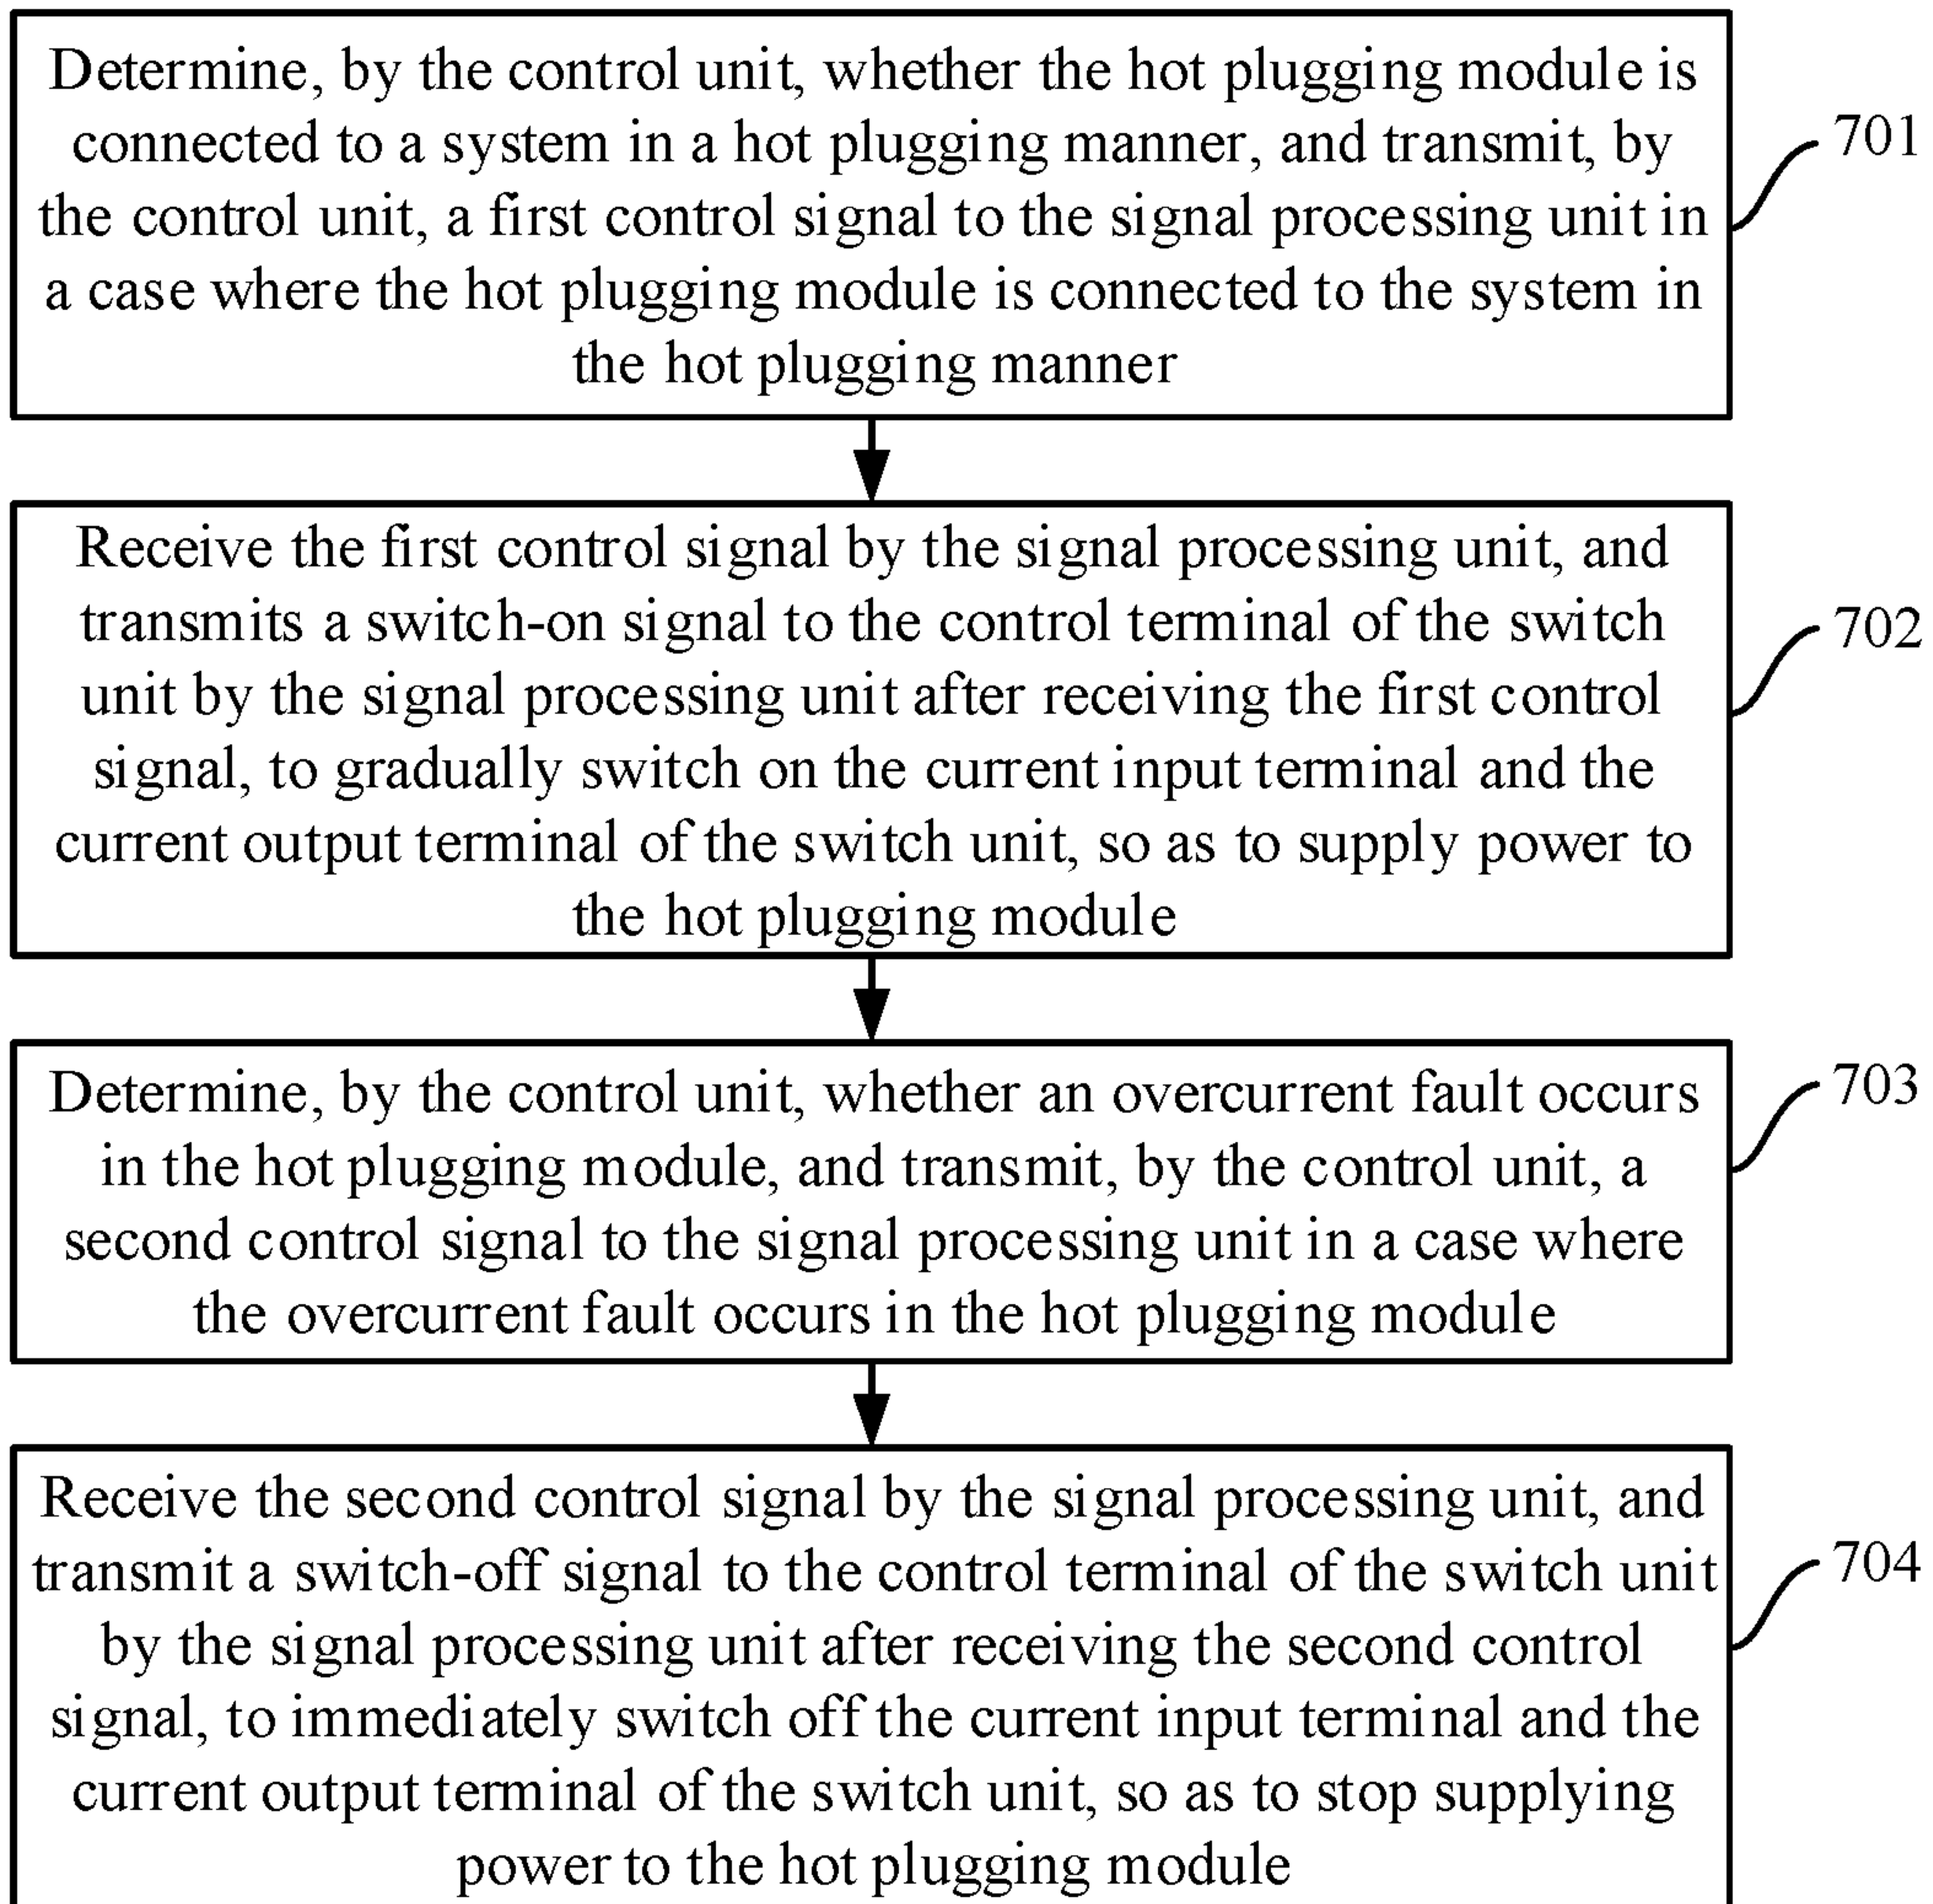 Determine, by the control unit, whether the hot plugging module is
connected to a system in a hot plugging manner, and transmit, by
the control unit, a first control signal to the signal processing unit in
a case where the hot plugging module is connected to the system in
the hot plugging manner
701
Receive the first control signal by the signal processing unit, and
transmits a switch-on signal to the control terminal of the switch
unit by the signal processing unit after receiving the first control
signal, to gradually switch on the current input terminal and the
current output terminal of the switch unit, so as to supply power to
the hot plugging module
702
Determine, by the control unit, whether an overcurrent fault occurs
in the hot plugging module, and transmit, by the control unit, a
second control signal to the signal processing unit in a case where
the overcurrent fault occurs in the hot plugging module
703
Receive the second control signal by the signal processing unit, and
transmit a switch-off signal to the control terminal of the switch unit
by the signal processing unit after receiving the second control
signal, to immediately switch off the current input terminal and the
current output terminal of the switch unit, so as to stop supplying
power to the hot plugging module
704